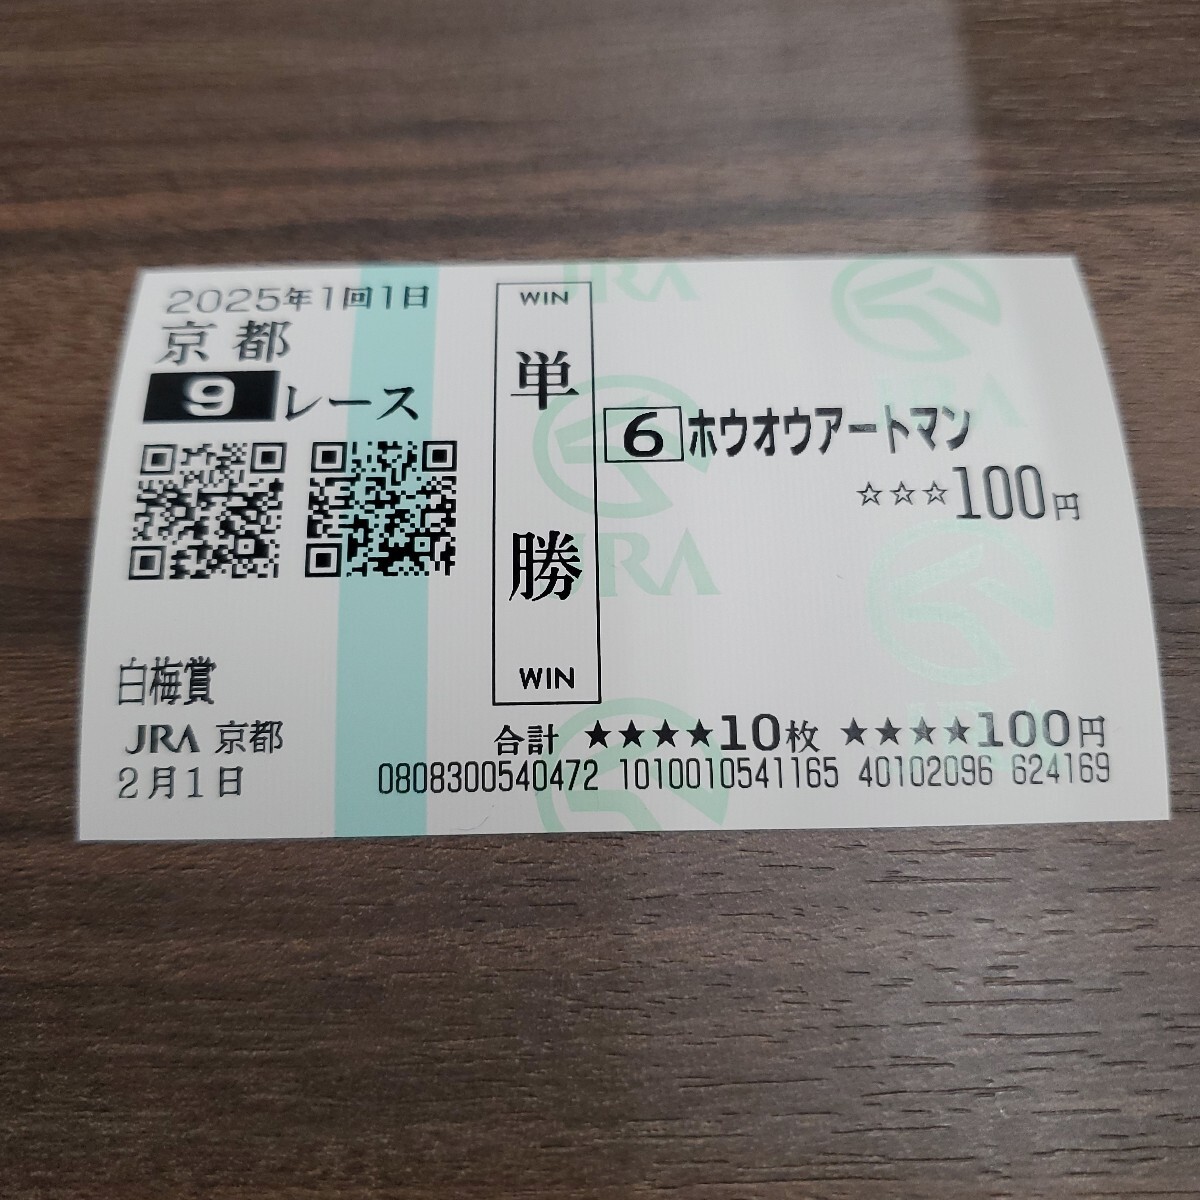 2025年1回1日
京都
9レース
白梅賞
JRA 京都
2月1日
WIN
単勝
WIN
6 ホウオウアートマン
☆☆☆100円
合計 ★★★★10枚 ★★★★100円
0808300540472 1010010541165 40102096 624169
JRA
JRA